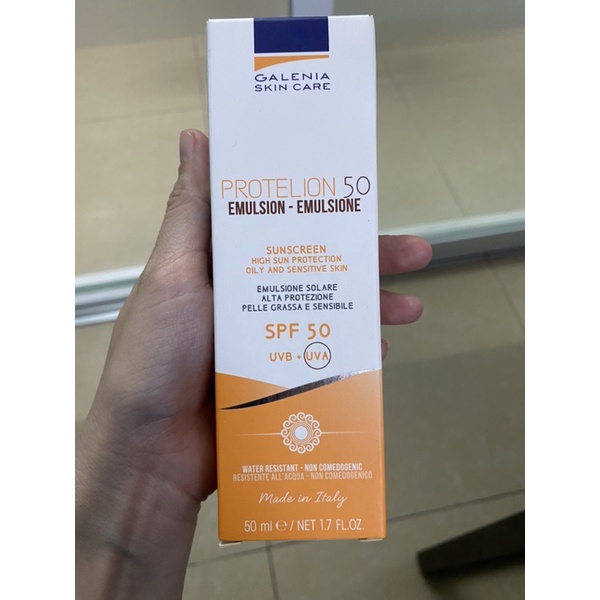 GALENIA
SKIN CARE
PROTELION 50
EMULSION - EMULSIONE
SUNSCREEN
HIGH SUN PROTECTION
OILY AND SENSITIVE SKIN
EMULSIONE SOLARE
ALTA PROTEZIONE
PELLE GRASSA E SENSIBILE
SPF 50
UVB + UVA
WATER RESISTANT - NON COMEDOGENIC
RESISTENTE ALL'ACQUA - NON COMEDOGENICO
Made in Italy
50 ml ℮ / NET 1.7 FL.OZ.